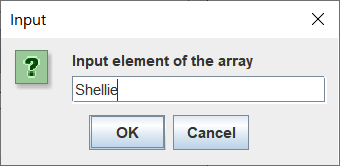 Input
Input element of the array
Shellie
OK Cancel